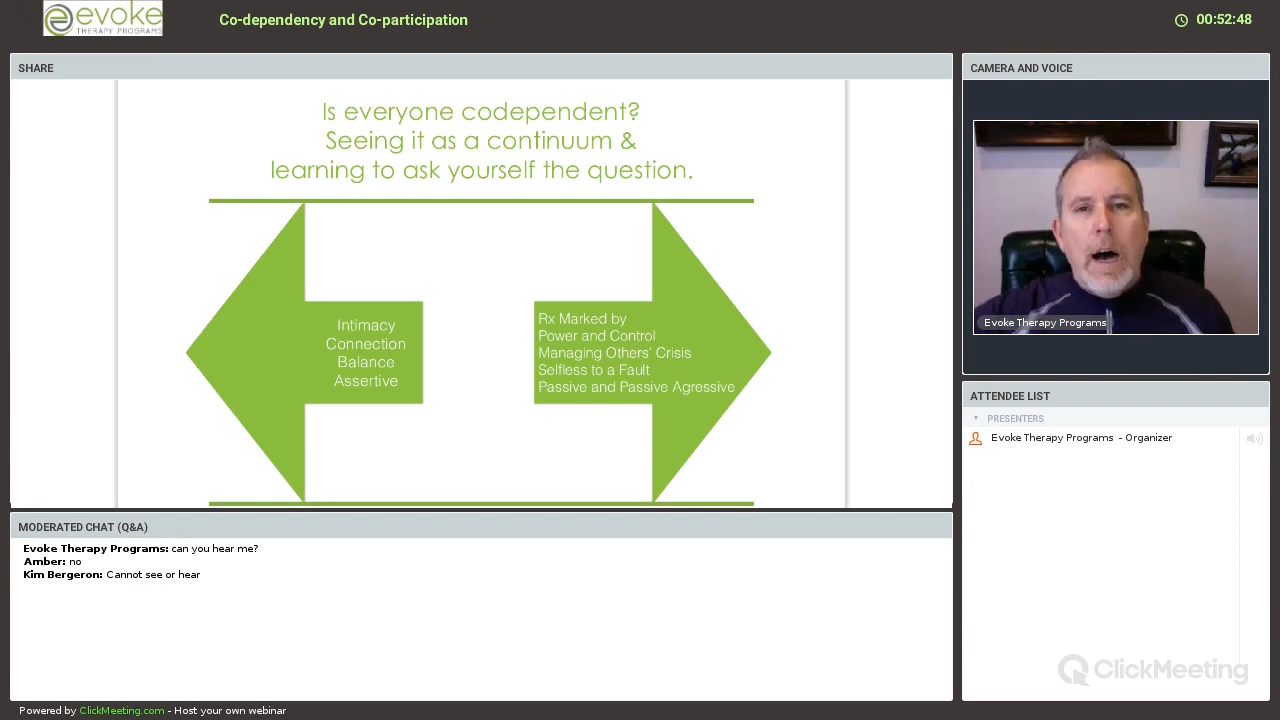 evoke
THERAPY PROGRAMS
Co-dependency and Co-participation
00:52:48
SHARE
Is everyone codependent?
Seeing it as a continuum &
learning to ask yourself the question.
Intimacy
Connection
Balance
Assertive
Rx Marked by
Power and Control
Managing Others' Crisis
Selfless to a Fault
Passive and Passive Agressive
CAMERA AND VOICE
Evoke Therapy Programs
ATTENDEE LIST
PRESENTERS
Evoke Therapy Programs - Organizer
MODERATED CHAT (Q&A)
Evoke Therapy Programs: can you hear me?
Amber: no
Kim Bergeron: Cannot see or hear
ClickMeeting
Powered by ClickMeeting.com - Host your own webinar